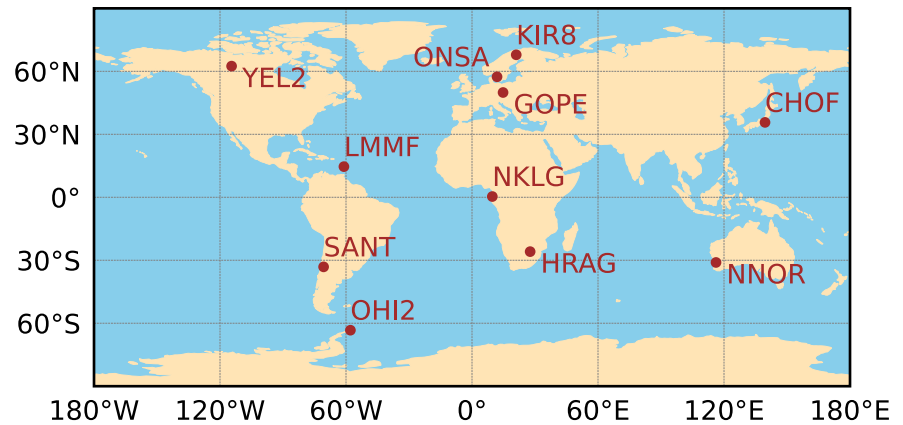 KIR8
ONSA
60°N
YEL2
GOPE
CHOF
30°N
LMMF
NKLG
0°
SANT
30°S
HRAG
NNOR
OHI2
60°S
180°W 120°W 60°W 0° 60°E 120°E 180°E